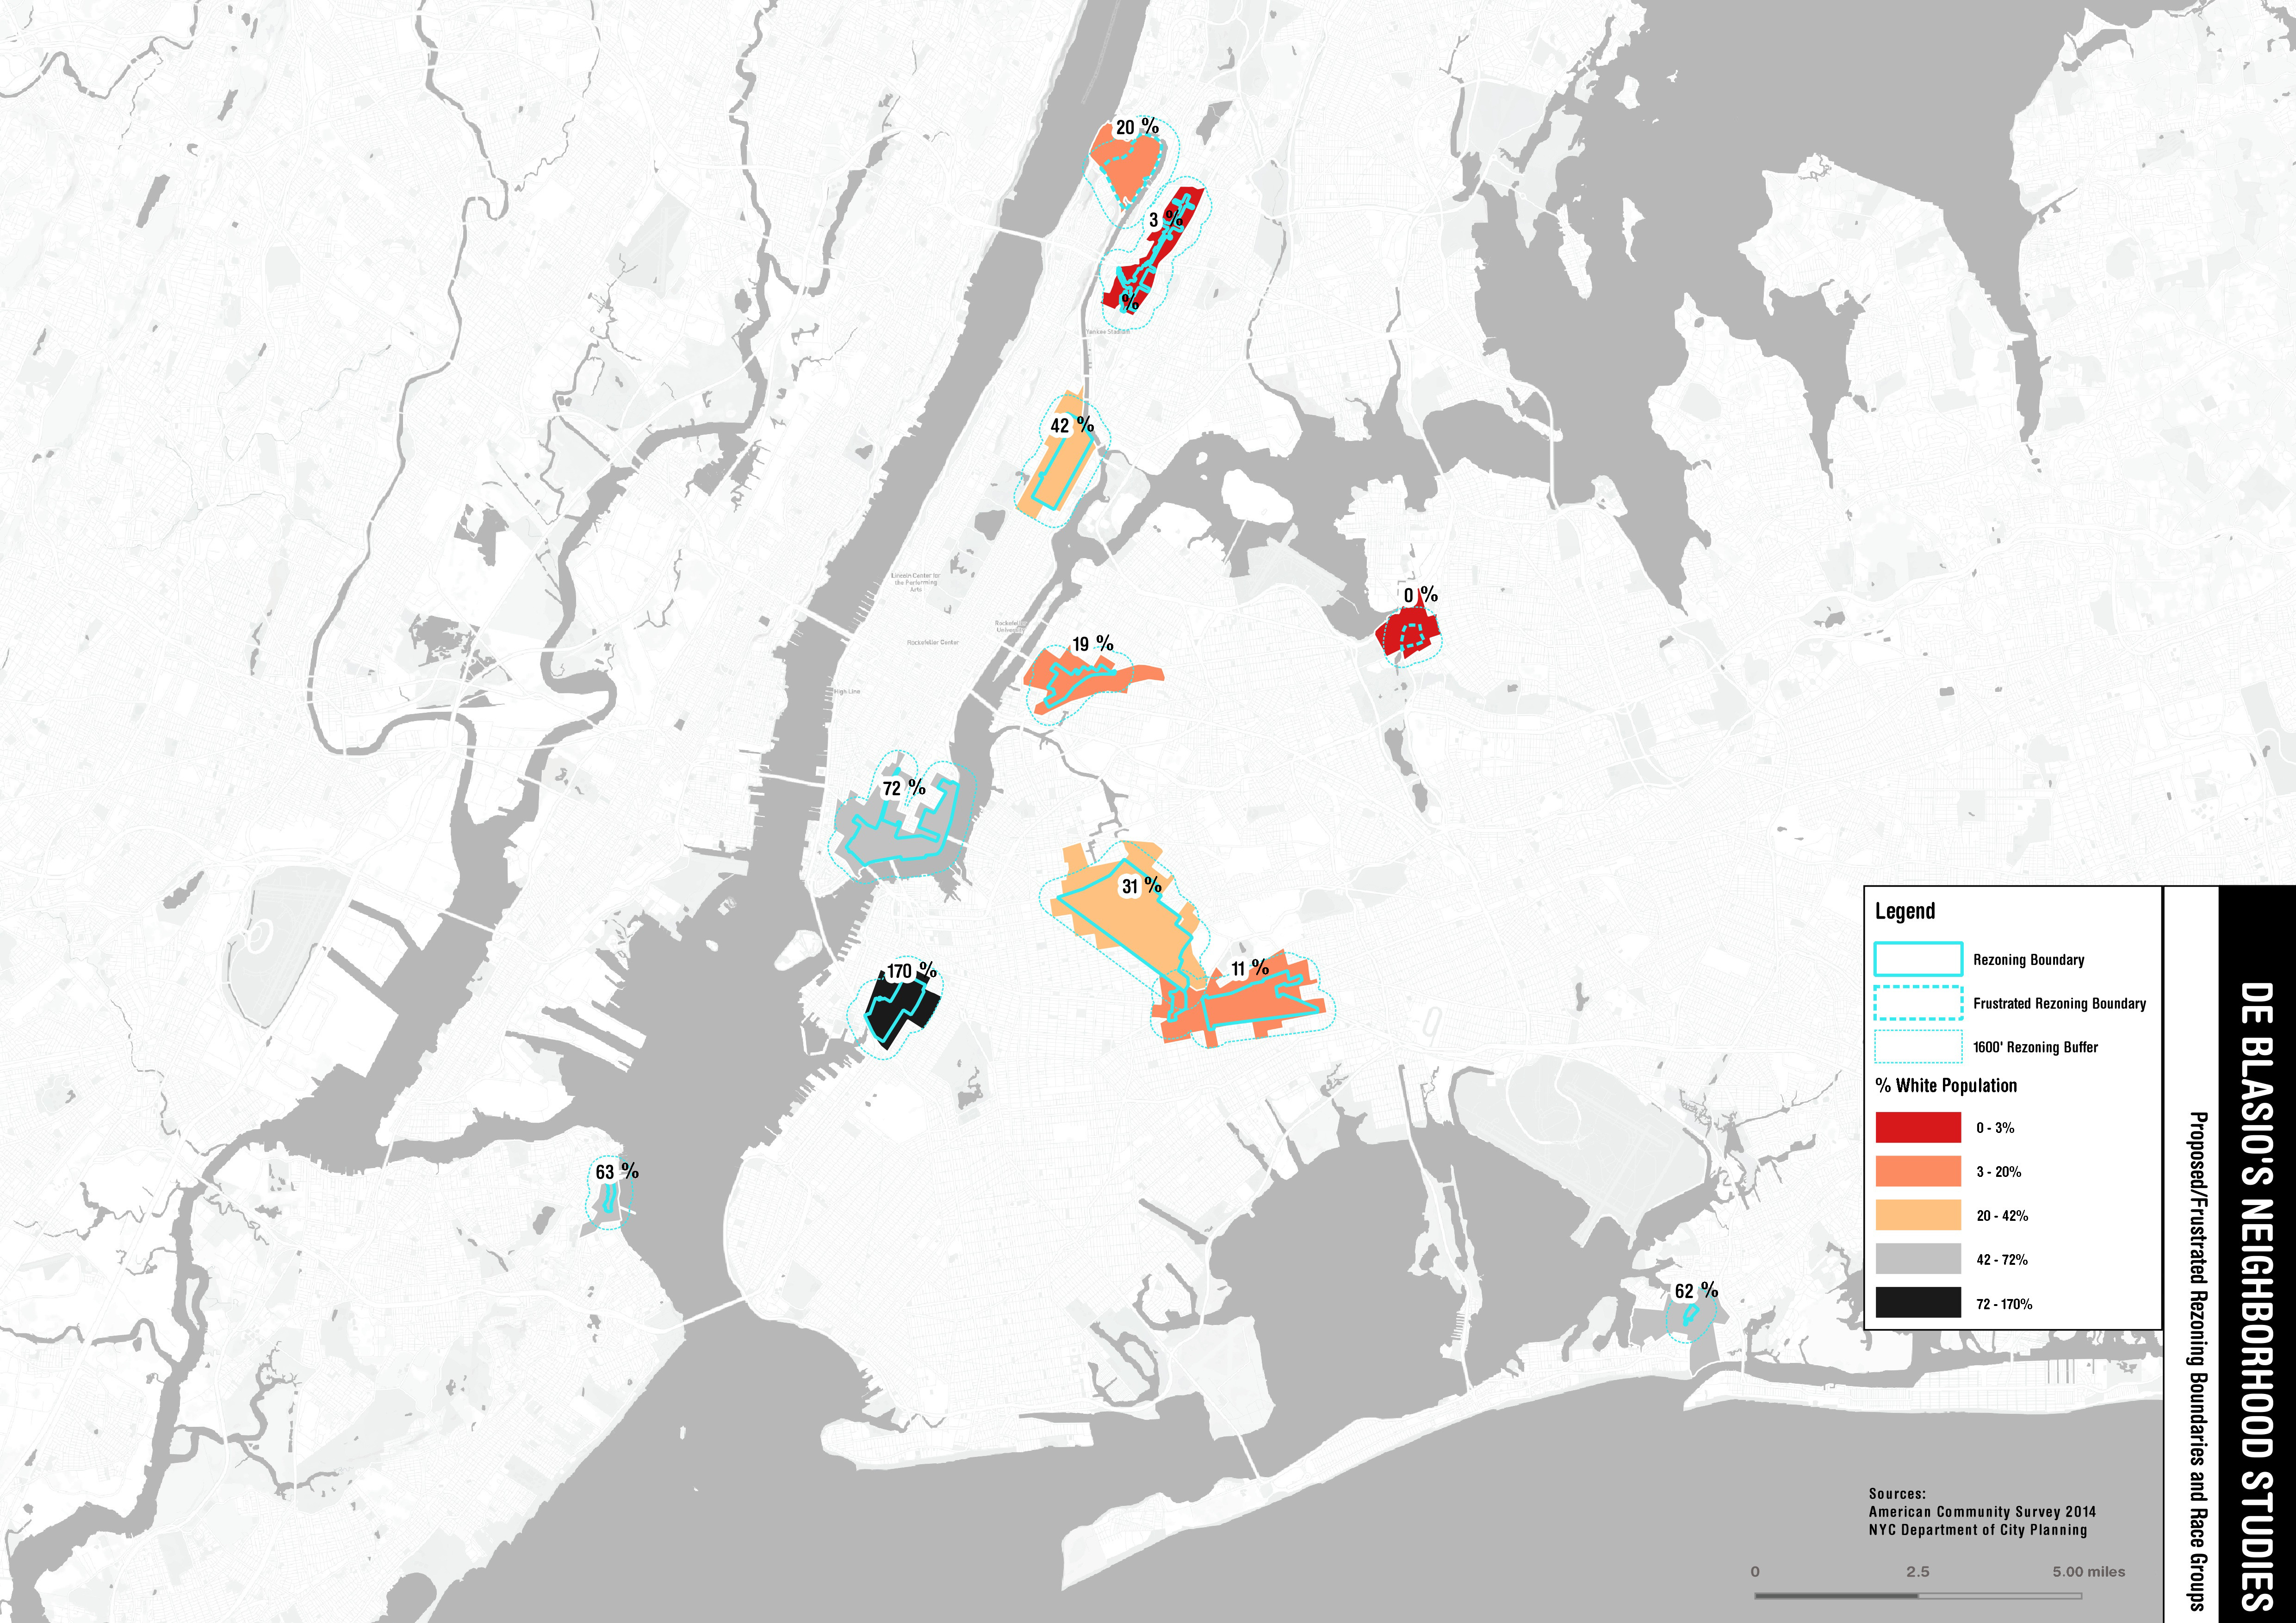 20 %
3 %
%
Yankee Stadium
42 %
Lincoln Center for
the Performing
Arts
0 %
Rockefeller
University
Rockefeller Center
19 %
High Line
72 %
31 %
11 %
170 %
63 %
62 %
Legend
Rezoning Boundary
Frustrated Rezoning Boundary
1600' Rezoning Buffer
% White Population
0 - 3%
3 - 20%
20 - 42%
42 - 72%
72 - 170%
Sources:
American Community Survey 2014
NYC Department of City Planning
0 2.5 5.00 miles
DE BLASIO'S NEIGHBORHOOD STUDIES
Proposed/Frustrated Rezoning Boundaries and Race Groups